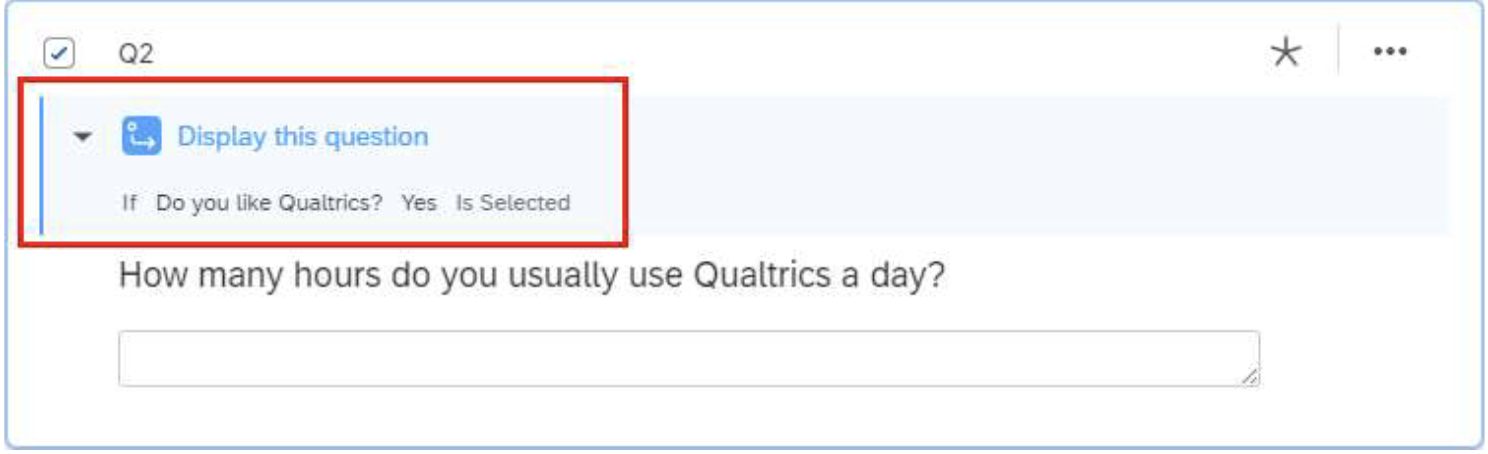 Q2
Display this question
If Do you like Qualtrics? Yes Is Selected
How many hours do you usually use Qualtrics a day?